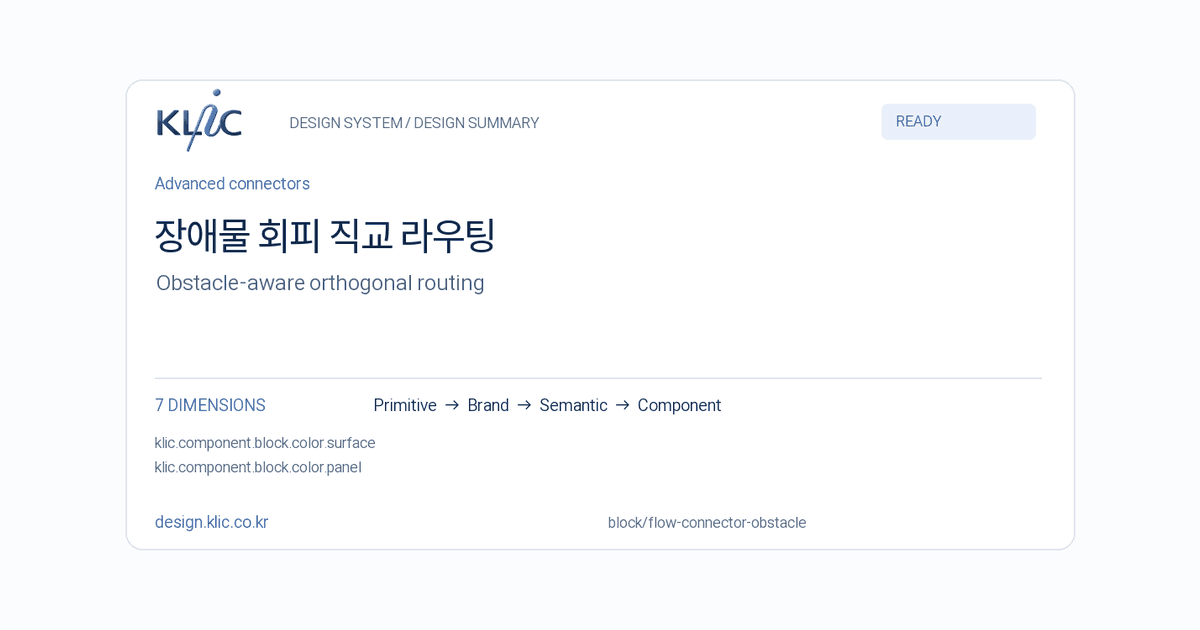 KLiC
DESIGN SYSTEM / DESIGN SUMMARY
READY
Advanced connectors
장애물 회피 직교 라우팅
Obstacle-aware orthogonal routing
7 DIMENSIONS
Primitive → Brand → Semantic → Component
klic.component.block.color.surface
klic.component.block.color.panel
design.klic.co.kr
block/flow-connector-obstacle